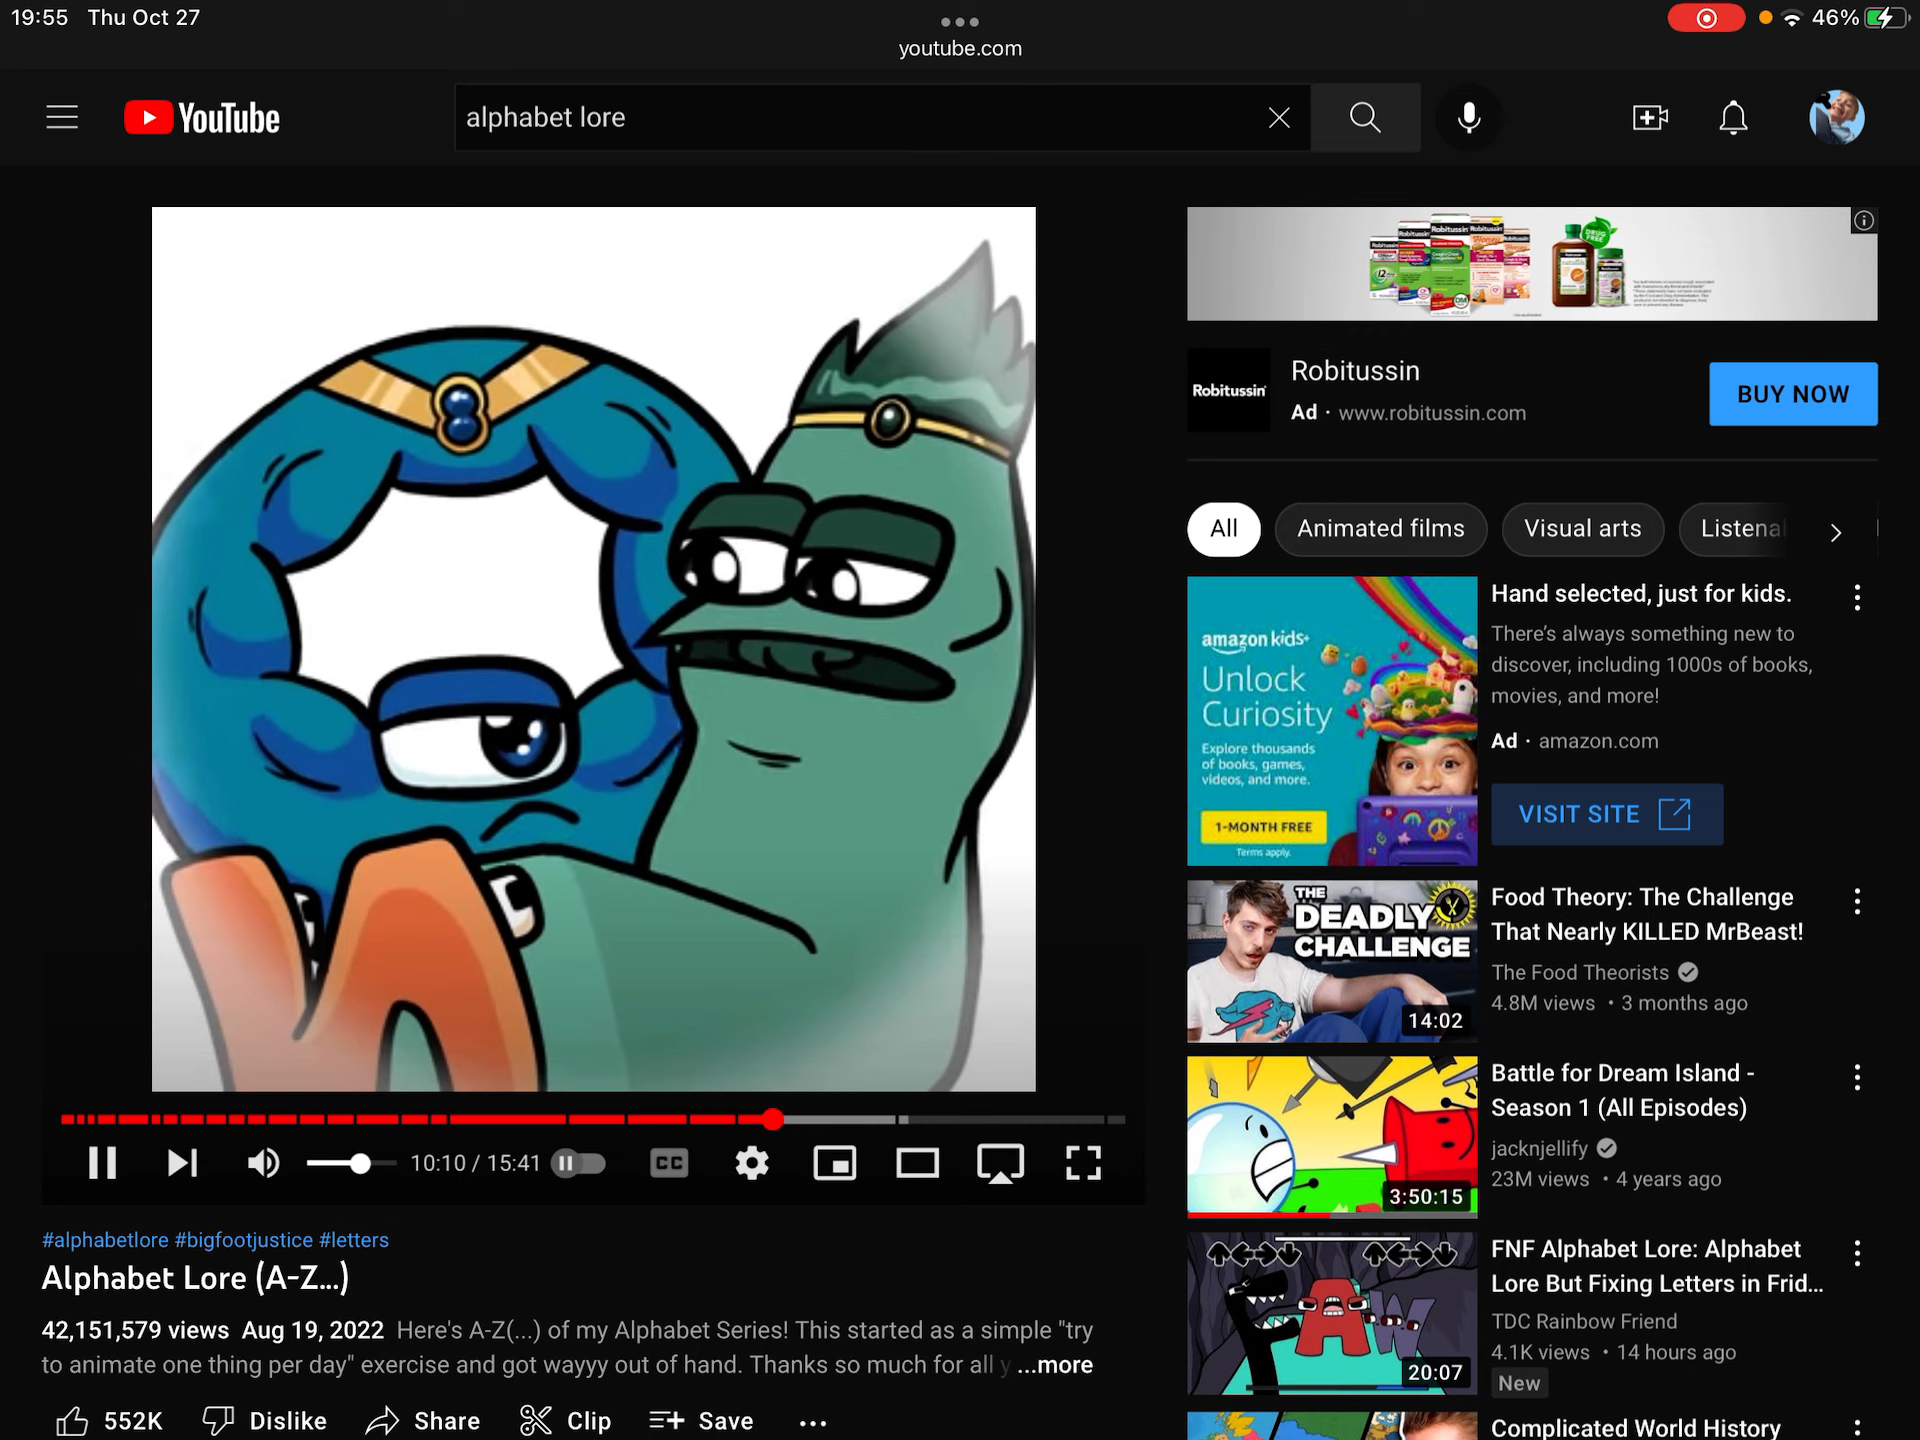 19:55 Thu Oct 27
46%
youtube.com
YouTube
alphabet lore
Robitussin
Robitussin
Ad · www.robitussin.com
BUY NOW
All
Animated films
Visual arts
Listena
amazon kids+
Unlock
Curiosity
Explore thousands
of books, games,
videos, and more.
1-MONTH FREE
Terms apply.
Hand selected, just for kids.
There's always something new to
discover, including 1000s of books,
movies, and more!
Ad · amazon.com
VISIT SITE
THE
DEADLY
CHALLENGE
14:02
Food Theory: The Challenge
That Nearly KILLED MrBeast!
The Food Theorists
4.8M views • 3 months ago
3:50:15
Battle for Dream Island -
Season 1 (All Episodes)
jacknjellify
23M views • 4 years ago
20:07
FNF Alphabet Lore: Alphabet
Lore But Fixing Letters in Frid...
TDC Rainbow Friend
4.1K views • 14 hours ago
New
Complicated World History
10:10 / 15:41
CC
#alphabetlore #bigfootjustice #letters
Alphabet Lore (A-Z...)
42,151,579 views Aug 19, 2022 Here's A-Z(...) of my Alphabet Series! This started as a simple "try
to animate one thing per day" exercise and got wayyy out of hand. Thanks so much for all y ...more
552K
Dislike
Share
Clip
Save